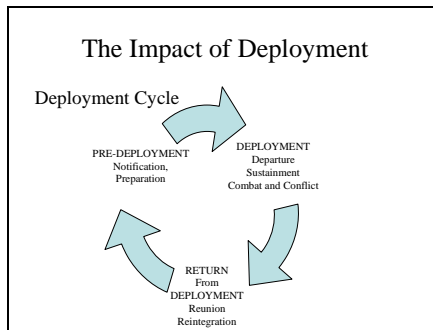 The Impact of Deployment
Deployment Cycle
PRE-DEPLOYMENT
Notification,
Preparation
DEPLOYMENT
Departure
Sustainment
Combat and Conflict
RETURN
From
DEPLOYMENT
Reunion
Reintegration